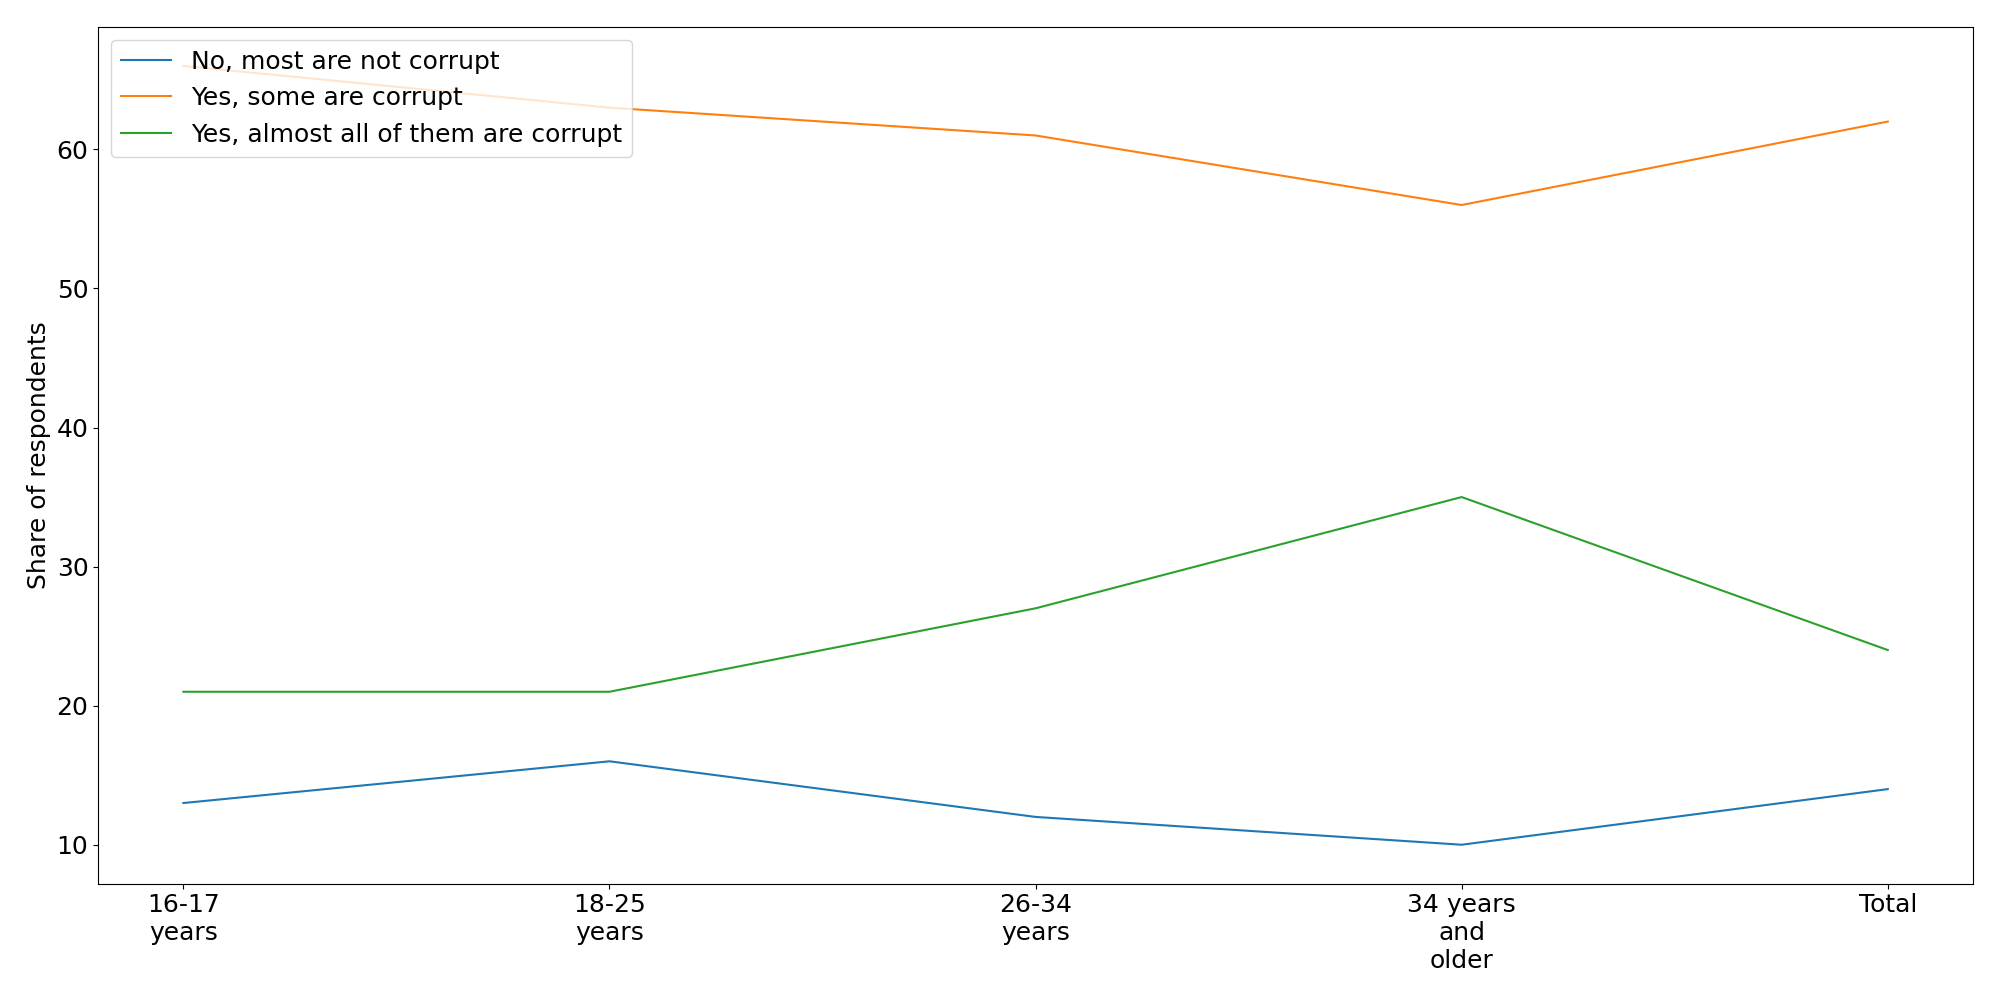 No, most are not corrupt
Yes, some are corrupt
Yes, almost all of them are corrupt
Share of respondents
60
50
40
30
20
10
16-17
years
18-25
years
26-34
years
34 years
and
older
Total